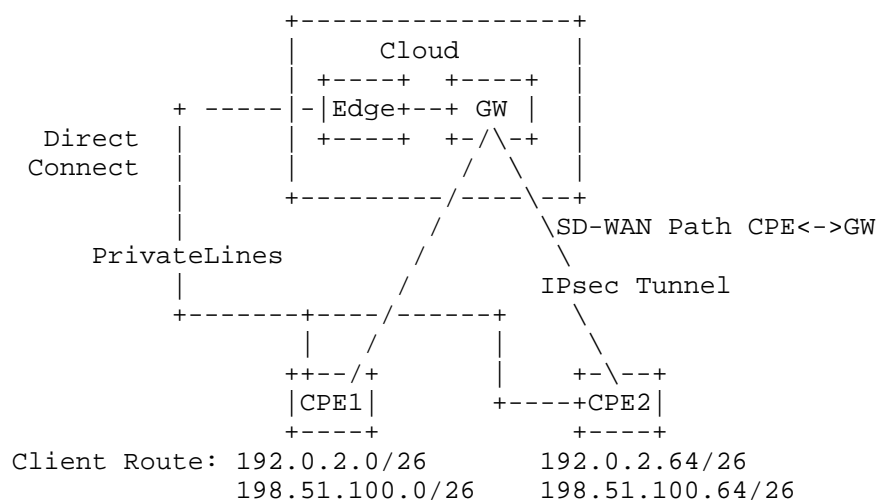 Cloud
Edge GW
Direct
Connect
SD-WAN Path CPE<->GW
PrivateLines
IPsec Tunnel
CPE1 CPE2
Client Route: 192.0.2.0/26 192.0.2.64/26
198.51.100.0/26 198.51.100.64/26